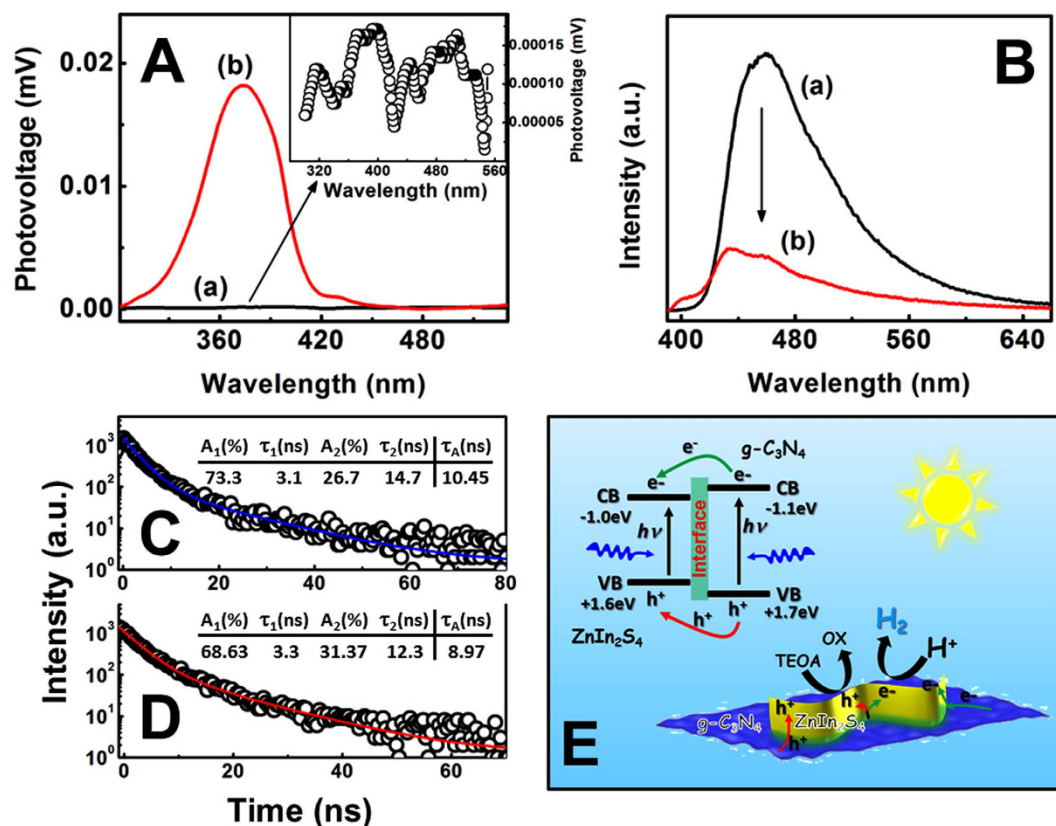 A
(b)
(a)
0.02
0.01
0.00
Photovoltage (mV)
360 420 480
Wavelength (nm)
0.00015
0.00010
0.00005
Photovoltage (mV)
320 400 480 560
Wavelength (nm)
B
(a)
(b)
Intensity (a.u.)
390 480 570 660
Wavelength (nm)
C
A₁(%) τ₁(ns) A₂(%) τ₂(ns) τA(ns)
73.3 3.1 26.7 14.7 10.45
10³
10²
10¹
10⁰
0 20 40 60 80
Intensity (a.u.)
D
A₁(%) τ₁(ns) A₂(%) τ₂(ns) τA(ns)
68.63 3.3 31.37 12.3 8.97
10³
10²
10¹
10⁰
0 20 40 60
Time (ns)
E
e⁻
g-C₃N₄
e-
e-
CB
-1.0eV
CB
-1.1eV
hν
hν
Interface
VB
+1.6eV
VB
+1.7eV
h⁺
h⁺
h⁺
ZnIn₂S₄
OX
TEOA
H₂
H⁺
h⁺
h⁺
e-
e-
e-
g-C₃N₄
ZnIn₂S₄
h⁺